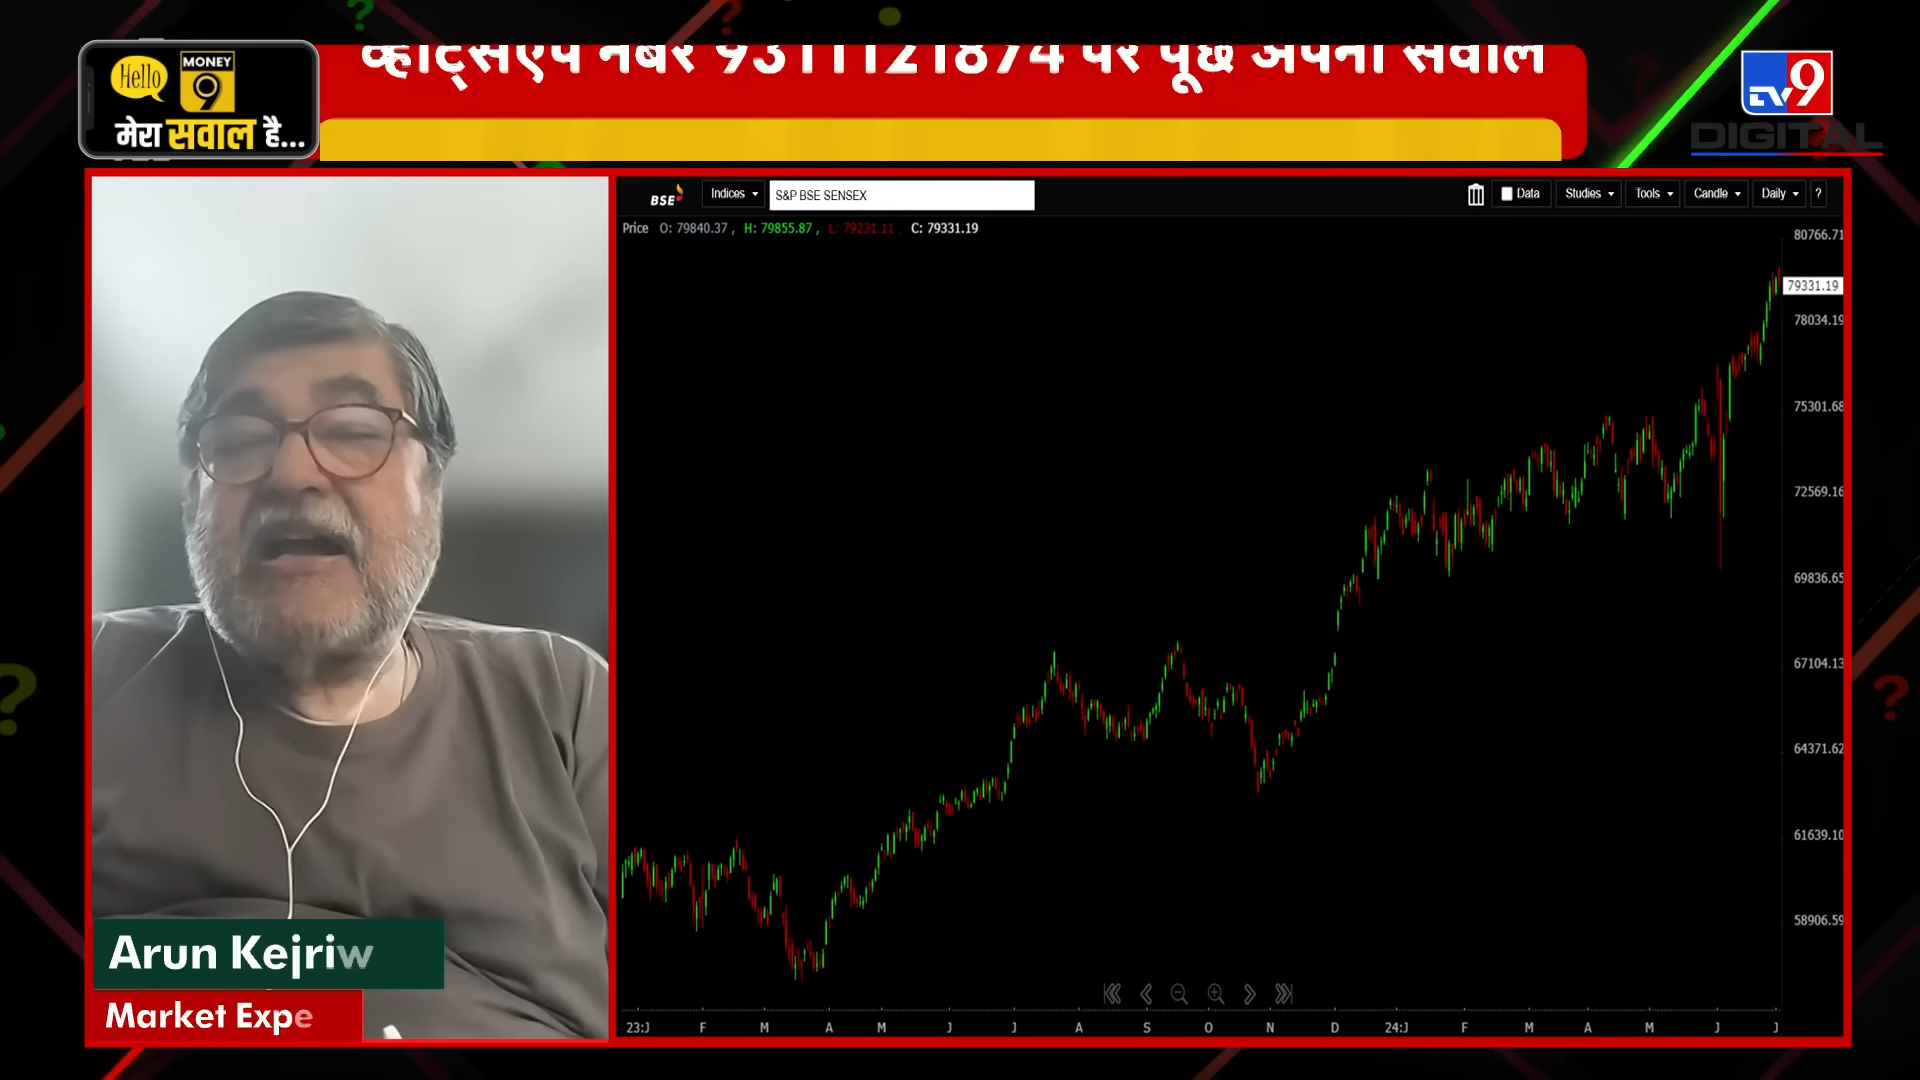 व्हाट्सएप नंबर 9311121874 पर पूछें अपना सवाल
Hello
MONEY
9
मेरा सवाल है...
TV9
DIGITAL
BSE
Indices
S&P BSE SENSEX
Data
Studies
Tools
Candle
Daily
?
Price O: 79840.37 , H: 79855.87 , L: 79231.11 , C: 79331.19
80766.71
79331.19
78034.19
75301.68
72569.16
69836.65
67104.13
64371.62
61639.10
58906.59
23:J F M A M J J A S O N D 24:J F M A M J J
Arun Kejriw
Market Expe